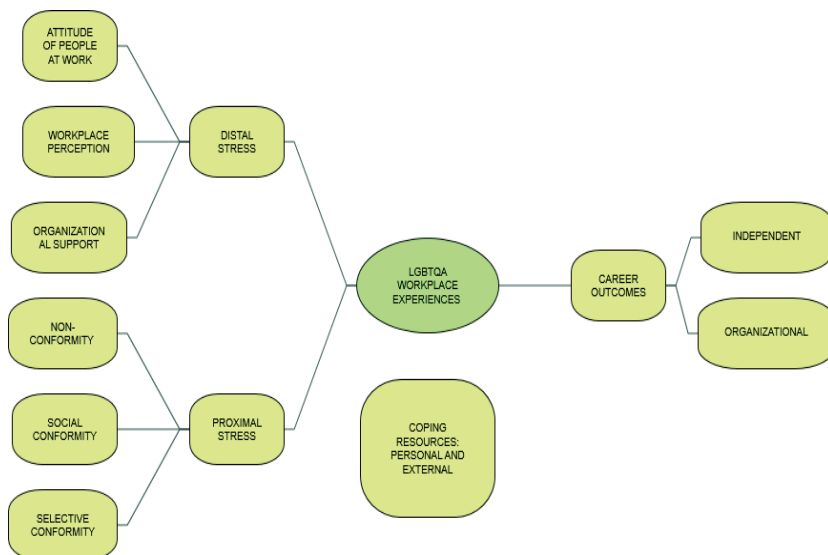 ATTITUDE
OF PEOPLE
AT WORK
WORKPLACE
PERCEPTION
DISTAL
STRESS
ORGANIZATION
AL SUPPORT
LGBTQA
WORKPLACE
EXPERIENCES
CAREER
OUTCOMES
INDEPENDENT
ORGANIZATIONAL
NON-
CONFORMITY
SOCIAL
CONFORMITY
PROXIMAL
STRESS
SELECTIVE
CONFORMITY
COPING
RESOURCES:
PERSONAL AND
EXTERNAL